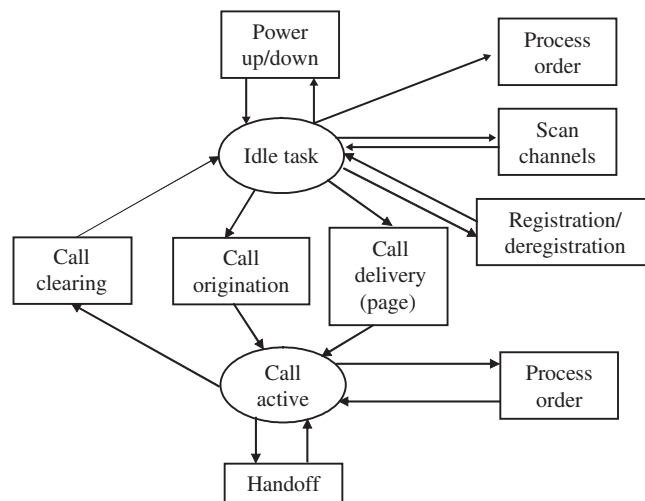 Power
up/down
Process
order
Idle task
Scan
channels
Registration/
deregistration
Call
clearing
Call
origination
Call
delivery
(page)
Call
active
Process
order
Handoff